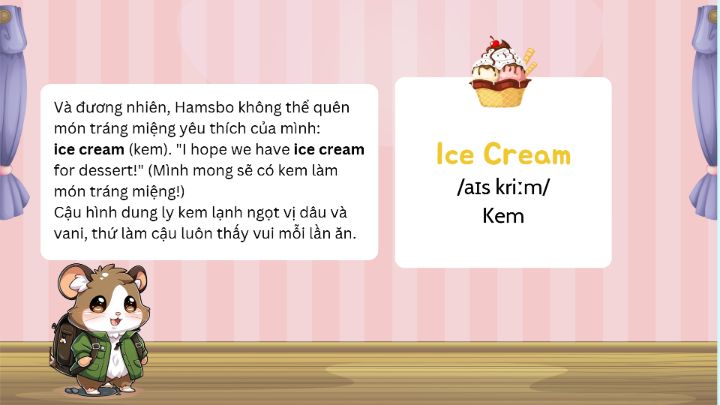 Và đương nhiên, Hamsbo không thể quên
món tráng miệng yêu thích của mình:
ice cream (kem). "I hope we have ice cream
for dessert!" (Mình mong sẽ có kem làm
món tráng miệng!)
Cậu hình dung ly kem lạnh ngọt vị dâu và
vani, thứ làm cậu luôn thấy vui mỗi lần ăn.
Ice Cream
/aɪs kriːm/
Kem